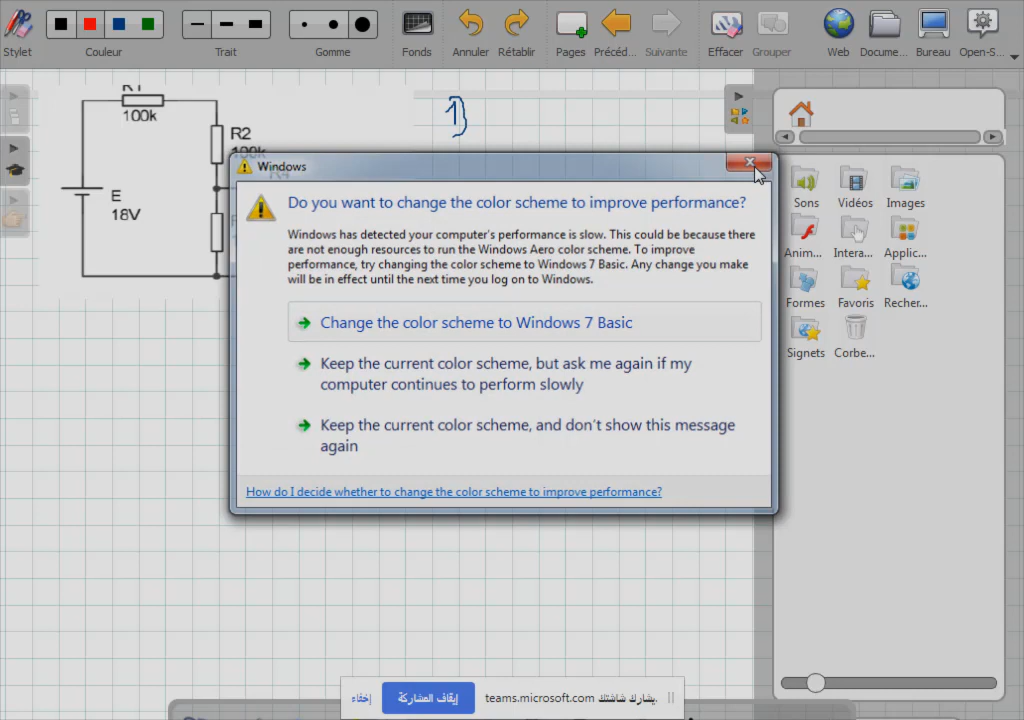 Stylet
Couleur
Trait
Gomme
Fonds
Annuler
Rétablir
Pages
Précéd...
Suivante
Effacer
Grouper
Web
Docume...
Bureau
Open-S...
100k
R2
E
18V
1)
Windows
Do you want to change the color scheme to improve performance?
Windows has detected your computer's performance is slow. This could be because there
are not enough resources to run the Windows Aero color scheme. To improve
performance, try changing the color scheme to Windows 7 Basic. Any change you make
will be in effect until the next time you log on to Windows.
Change the color scheme to Windows 7 Basic
Keep the current color scheme, but ask me again if my
computer continues to perform slowly
Keep the current color scheme, and don't show this message
again
How do I decide whether to change the color scheme to improve performance?
Sons
Vidéos
Images
Anim...
Intera...
Applic...
Formes
Favoris
Recher...
Signets
Corbe...
يشارك شاشتك teams.microsoft.com.
إيقاف المشاركة
إخفاء